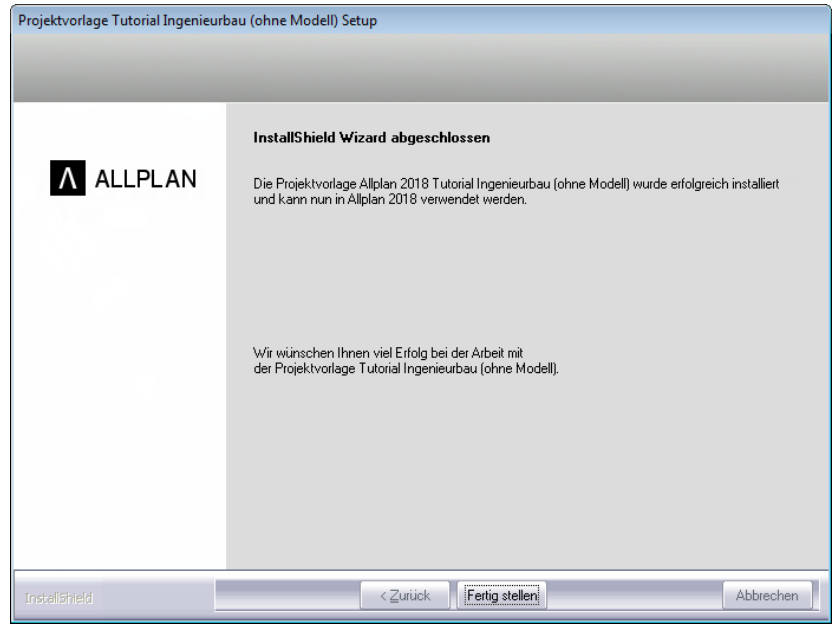 Projektvorlage Tutorial Ingenieurbau (ohne Modell) Setup
ALLPLAN
InstallShield Wizard abgeschlossen
Die Projektvorlage Allplan 2018 Tutorial Ingenieurbau (ohne Modell) wurde erfolgreich installiert
und kann nun in Allplan 2018 verwendet werden.
Wir wünschen Ihnen viel Erfolg bei der Arbeit mit
der Projektvorlage Tutorial Ingenieurbau (ohne Modell).
InstallShield
< Zurück
Fertig stellen
Abbrechen